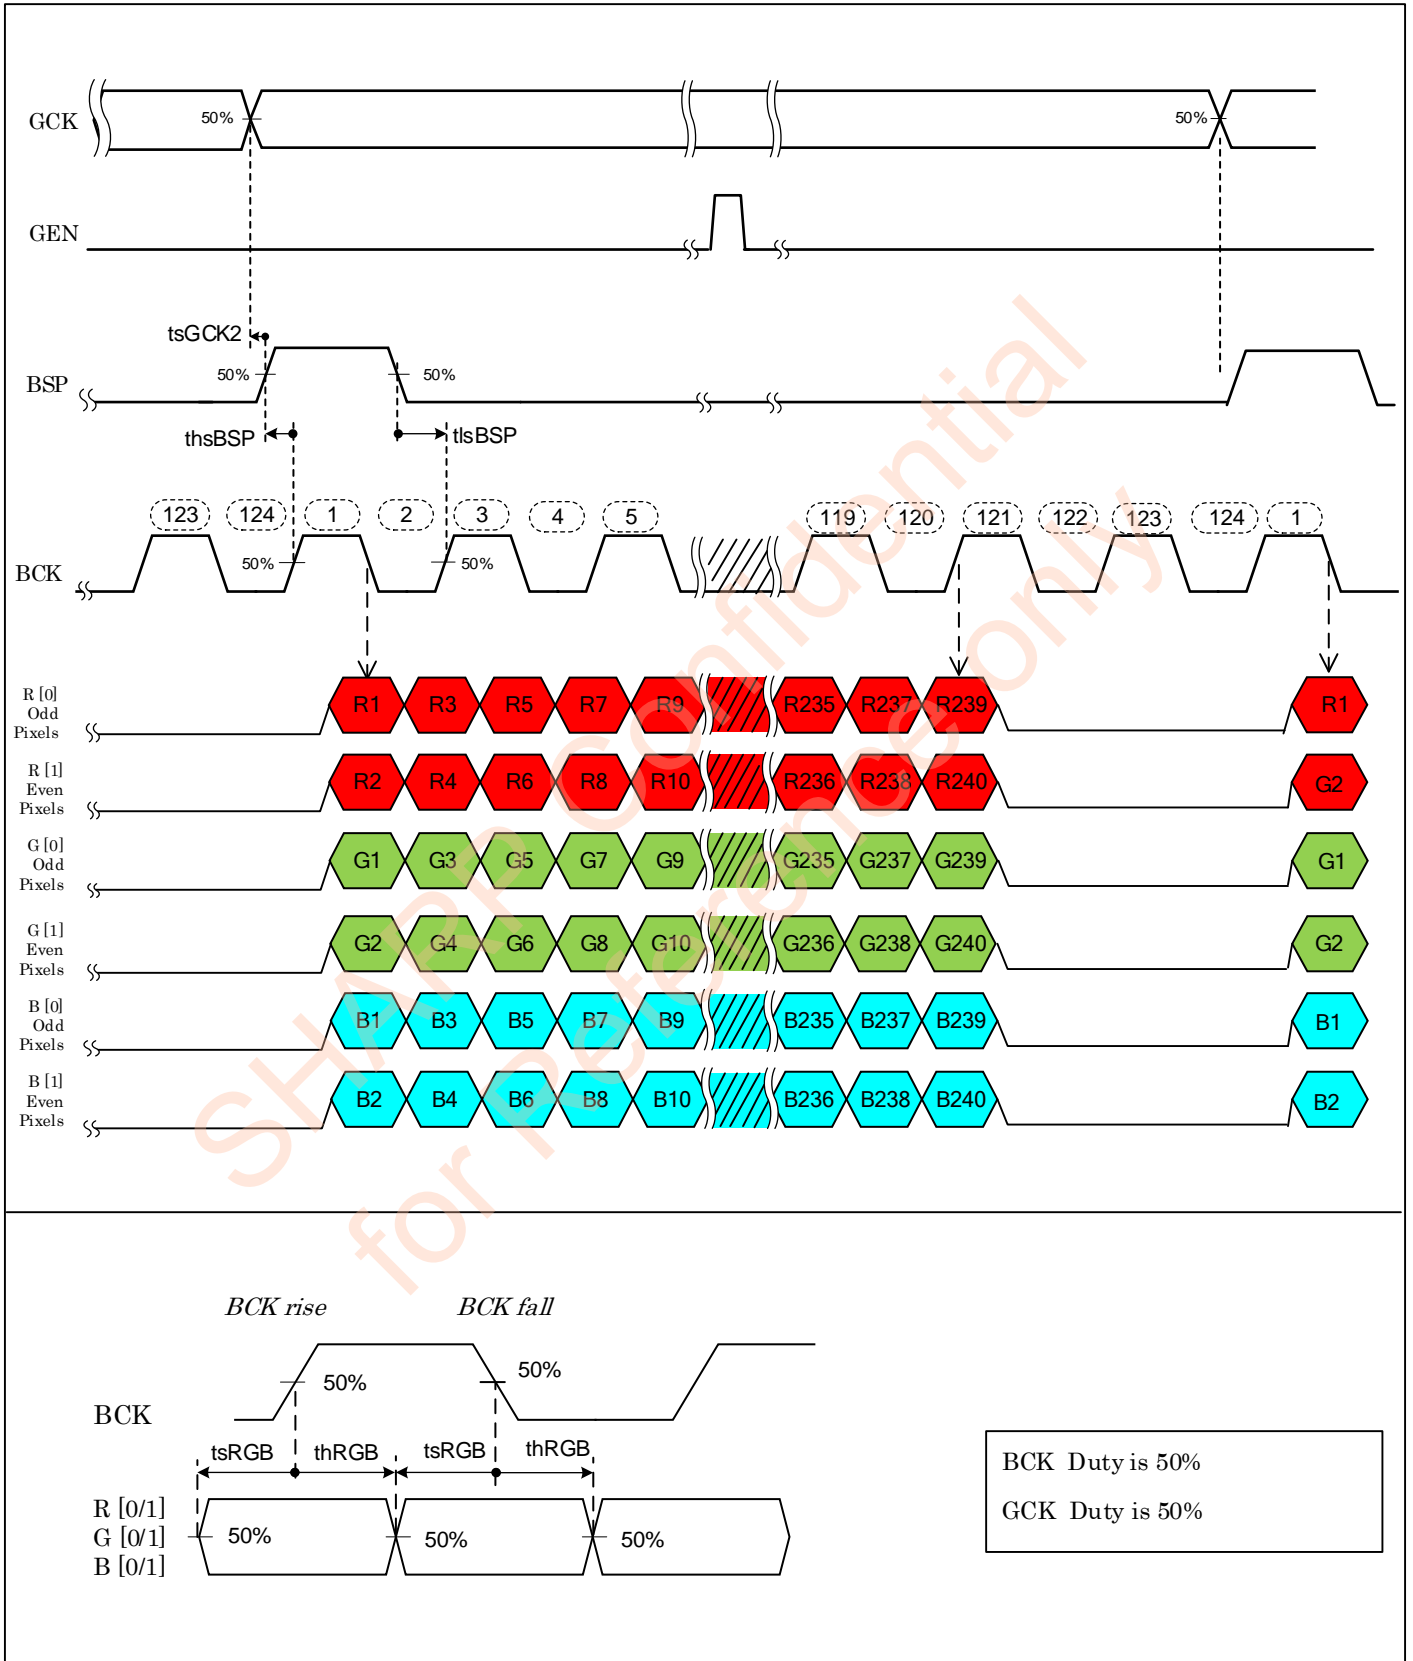 GCK
50%
50%
GEN
tsGCK2
BSP
50%
50%
thsBSP
tlsBSP
123 124 1 2 3 4 5 119 120 121 122 123 124 1
BCK
50%
50%
R [0]
Odd
Pixels
R1 R3 R5 R7 R9 R235 R237 R239 R1
R [1]
Even
Pixels
R2 R4 R6 R8 R10 R236 R238 R240 G2
G [0]
Odd
Pixels
G1 G3 G5 G7 G9 G235 G237 G239 G1
G [1]
Even
Pixels
G2 G4 G6 G8 G10 G236 G238 G240 G2
B [0]
Odd
Pixels
B1 B3 B5 B7 B9 B235 B237 B239 B1
B [1]
Even
Pixels
B2 B4 B6 B8 B10 B236 B238 B240 B2
SHARP Confidential
for Reference only
BCK rise
BCK fall
50%
50%
BCK
tsRGB thRGB tsRGB thRGB
R [0/1]
G [0/1]
B [0/1]
50% 50% 50%
BCK Duty is 50%
GCK Duty is 50%